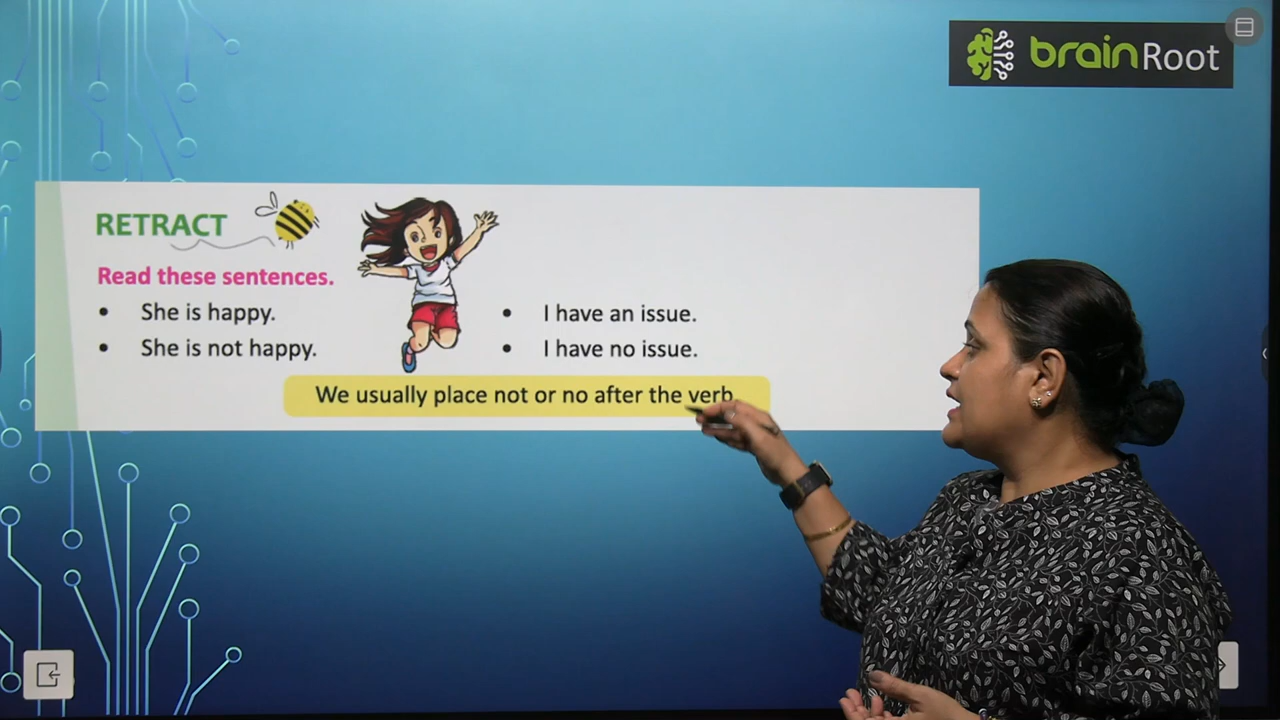 brainRoot
RETRACT
Read these sentences.
• She is happy.
• She is not happy.
• I have an issue.
• I have no issue.
We usually place not or no after the verb.